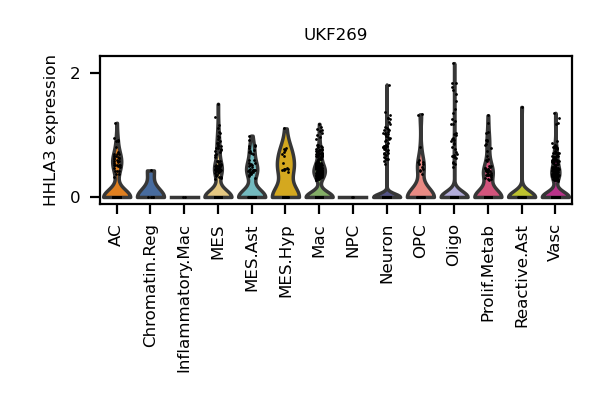 UKF269
HHLA3 expression
2
0
AC
Chromatin.Reg
Inflammatory.Mac
MES
MES.Ast
MES.Hyp
Mac
NPC
Neuron
OPC
Oligo
Prolif.Metab
Reactive.Ast
Vasc